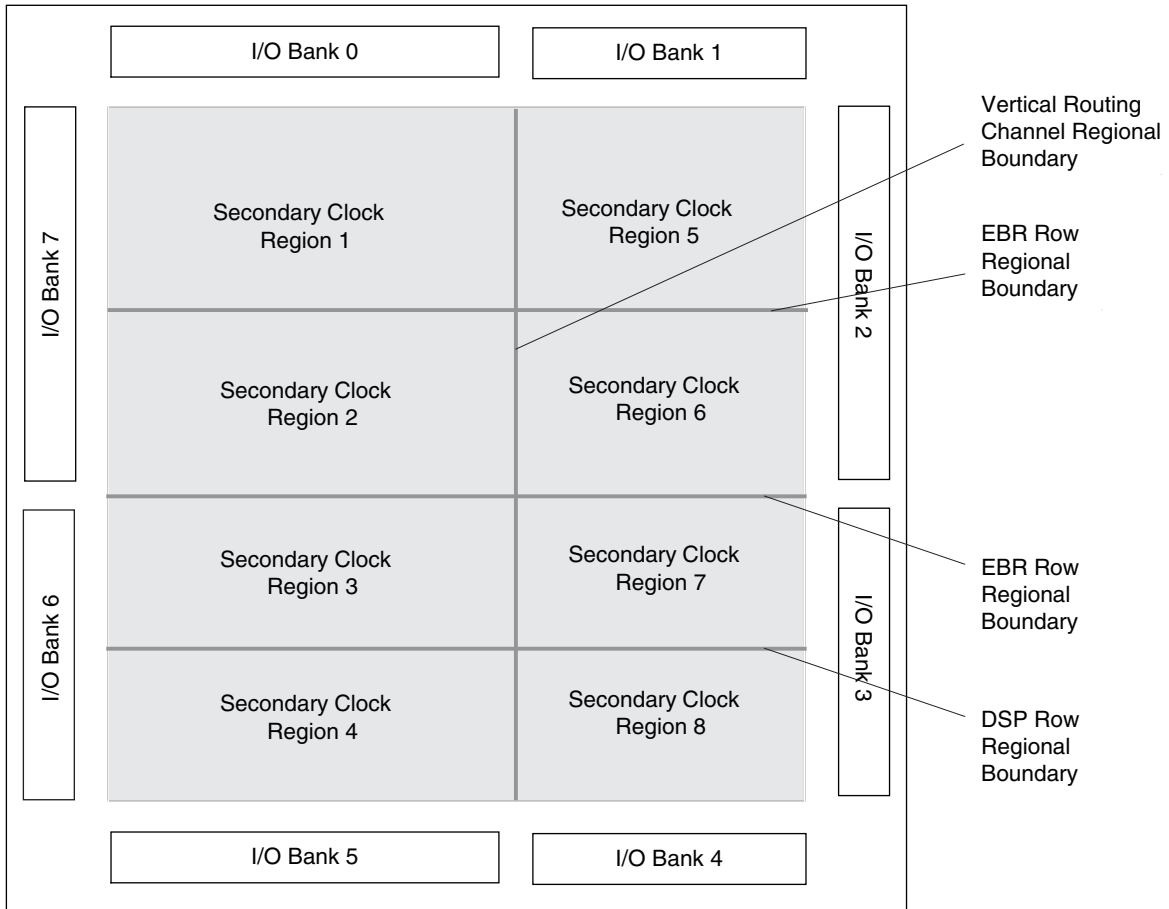 I/O Bank 0
I/O Bank 1
Vertical Routing
Channel Regional
Boundary
I/O Bank 7
Secondary Clock
Region 1
Secondary Clock
Region 5
I/O Bank 2
EBR Row
Regional
Boundary
Secondary Clock
Region 2
Secondary Clock
Region 6
I/O Bank 6
Secondary Clock
Region 3
Secondary Clock
Region 7
I/O Bank 3
EBR Row
Regional
Boundary
Secondary Clock
Region 4
Secondary Clock
Region 8
DSP Row
Regional
Boundary
I/O Bank 5
I/O Bank 4